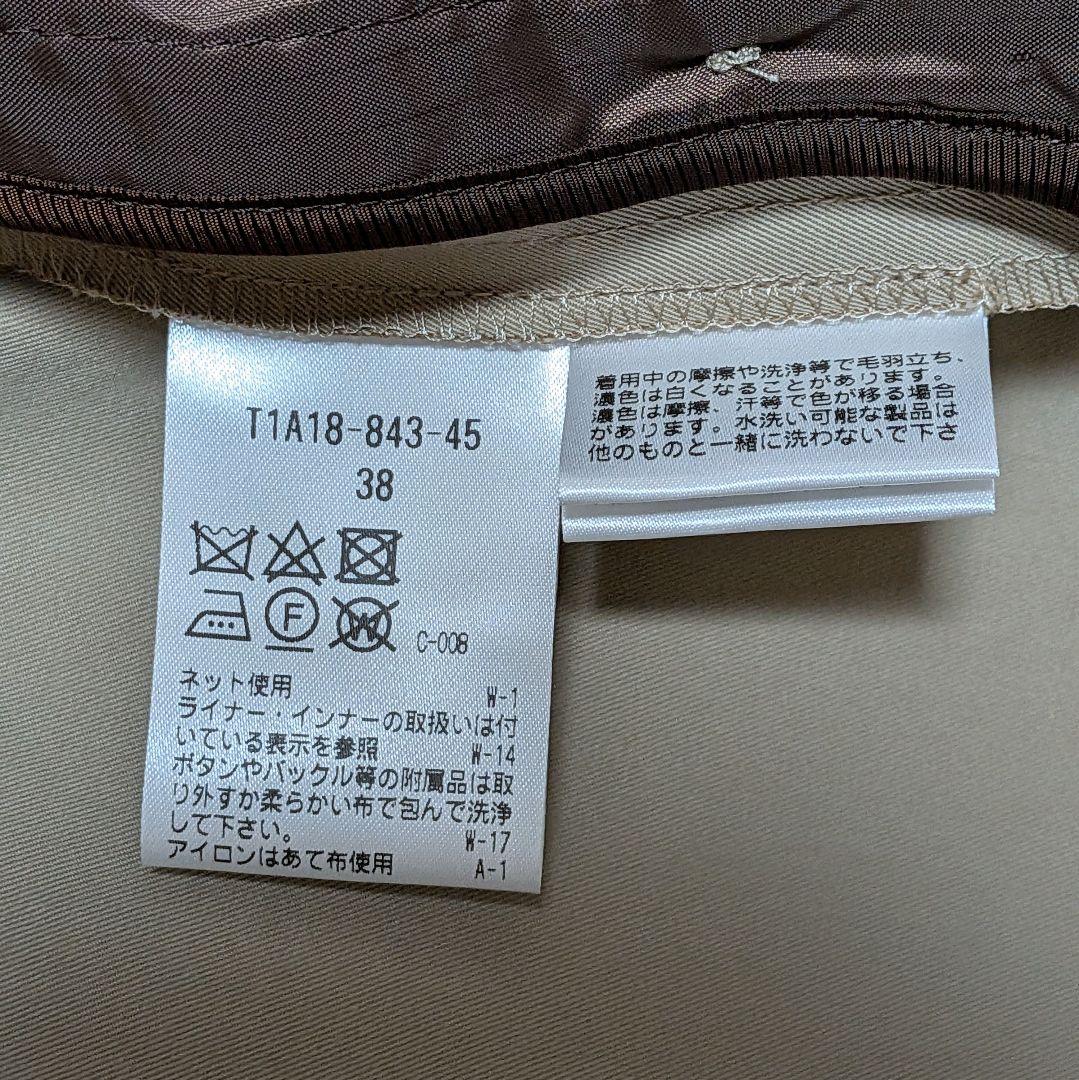 T1A18-843-45
38
F
W
C-008
ネット使用 W-1
ライナー・インナーの取扱いは付
いている表示を参照 W-14
ボタンやバックル等の附属品は取
り外すか柔らかい布で包んで洗浄
して下さい。 W-17
アイロンはあて布使用 A-1
着用中の摩擦や洗浄等で毛羽立ち、
濃色は白くなることがあります。
濃色は摩擦、汗等で色が移る場合
があります。水洗い可能な製品は
他のものと一緒に洗わないで下さ